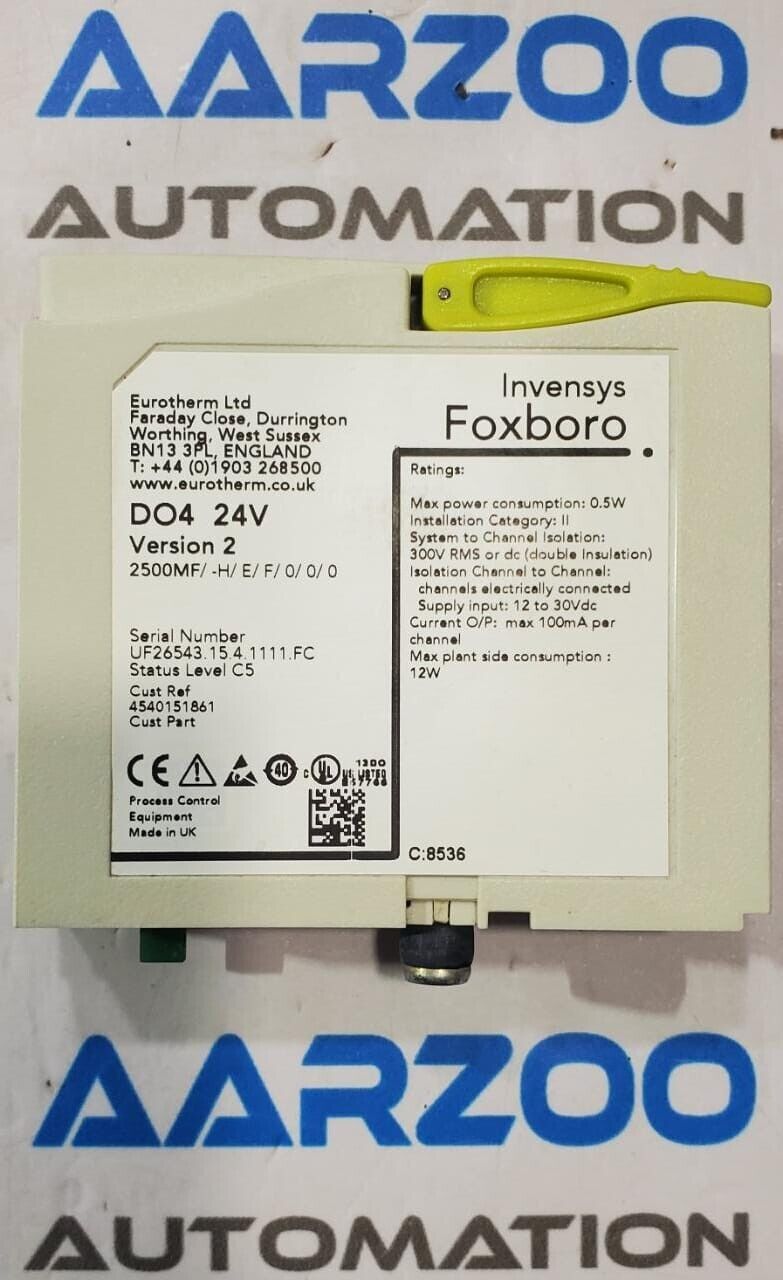 AARZOO
AUTOMATION
Eurotherm Ltd
Faraday Close, Durrington
Worthing, West Sussex
BN13 3PL, ENGLAND
T: +44 (0)1903 268500
www.eurotherm.co.uk
DO4 24V
Version 2
2500MF/ -H/ E/ F/ 0/ 0/ 0
Serial Number
UF26543.15.4.1111.FC
Status Level C5
Cust Ref
4540151861
Cust Part
CE
40
C UL US LISTED
Process Control
Equipment
Made in UK
Invensys
Foxboro
Ratings:
Max power consumption: 0.5W
Installation Category: II
System to Channel Isolation:
300V RMS or dc (double Insulation)
Isolation Channel to Channel:
channels electrically connected
Supply input: 12 to 30Vdc
Current O/P: max 100mA per
channel
Max plant side consumption :
12W
C:8536
AARZOO
AUTOMATION